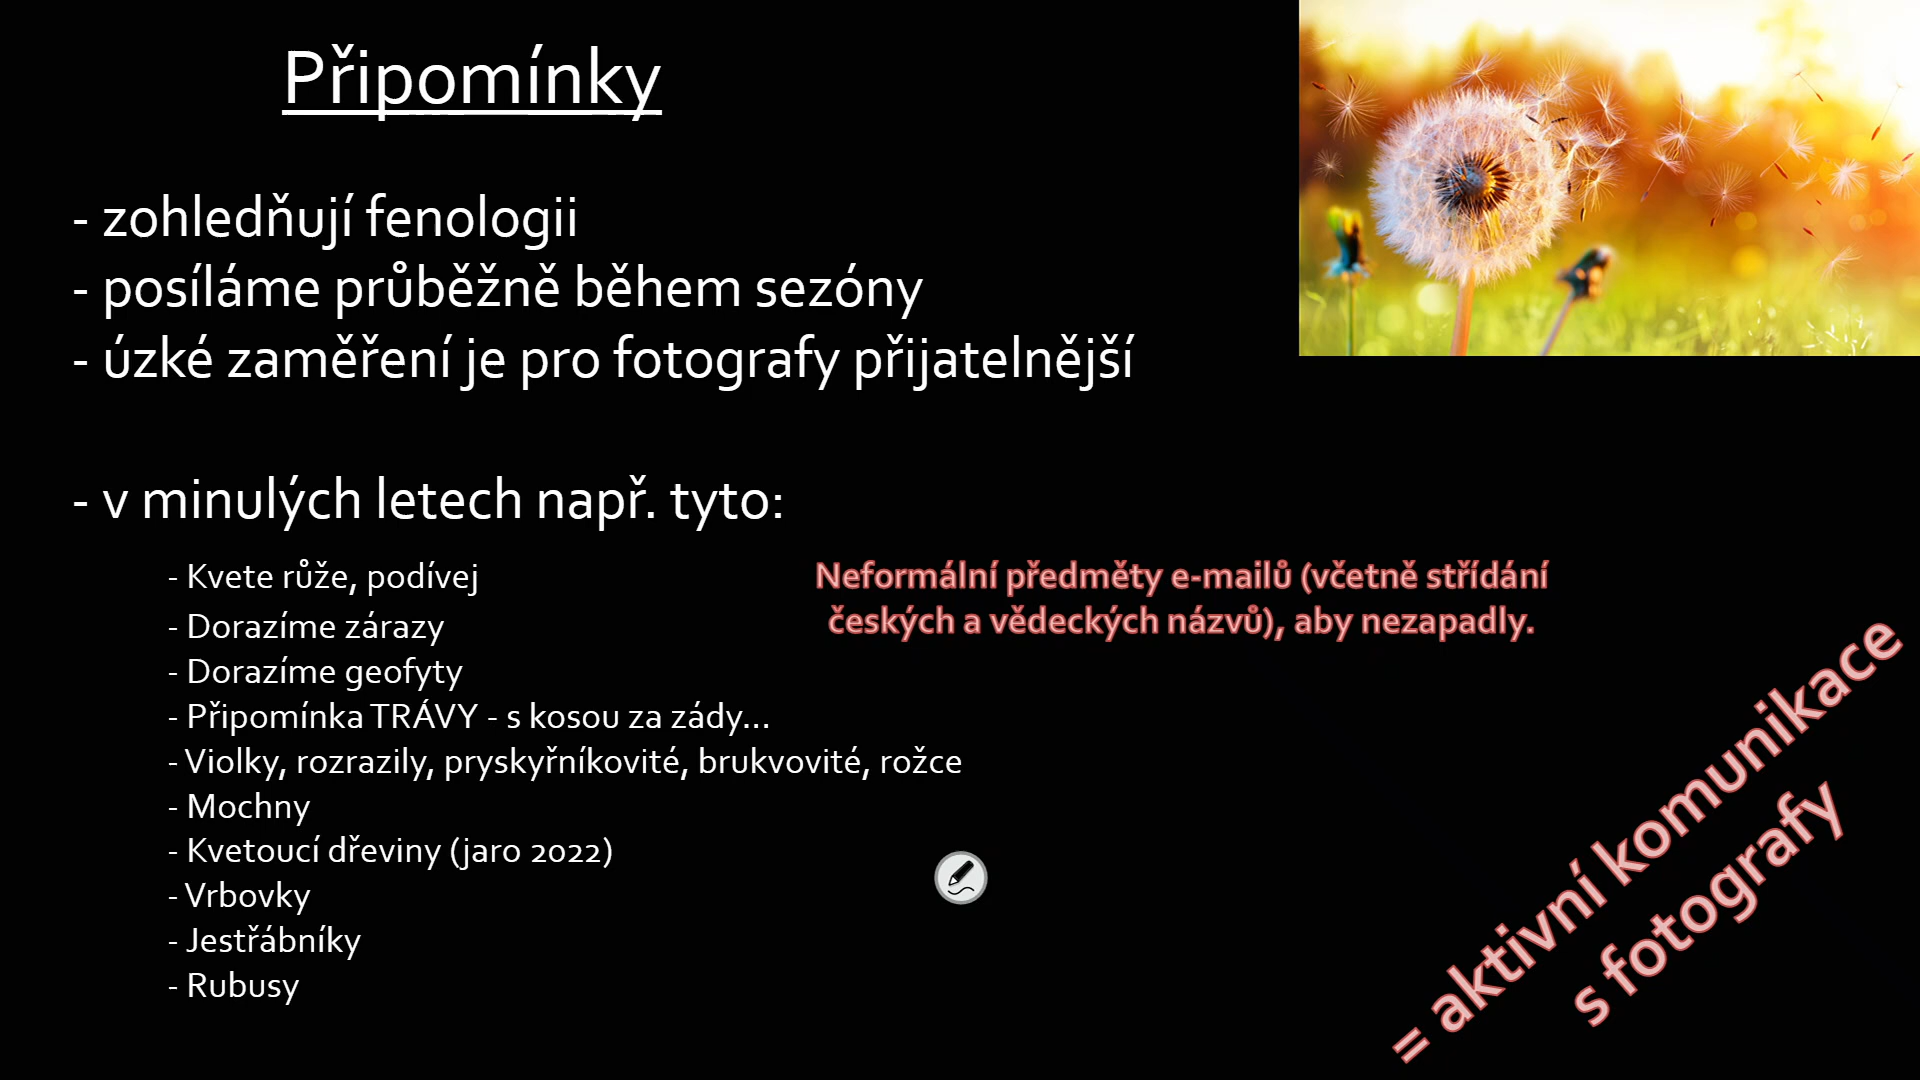 Připomínky
- zohledňují fenologii
- posíláme průběžně během sezóny
- úzké zaměření je pro fotografy přijatelnější
- v minulých letech např. tyto:
- Kvete růže, podívej
- Dorazíme zárazy
- Dorazíme geofyty
- Připomínka TRÁVY - s kosou za zády...
- Violky, rozrazily, pryskyřníkovité, brukvovité, rožce
- Mochny
- Kvetoucí dřeviny (jaro 2022)
- Vrbovky
- Jestřábníky
- Rubusy
Neformální předměty e-mailů (včetně střídání
českých a vědeckých názvů), aby nezapadly.
= aktivní komunikace
s fotografy